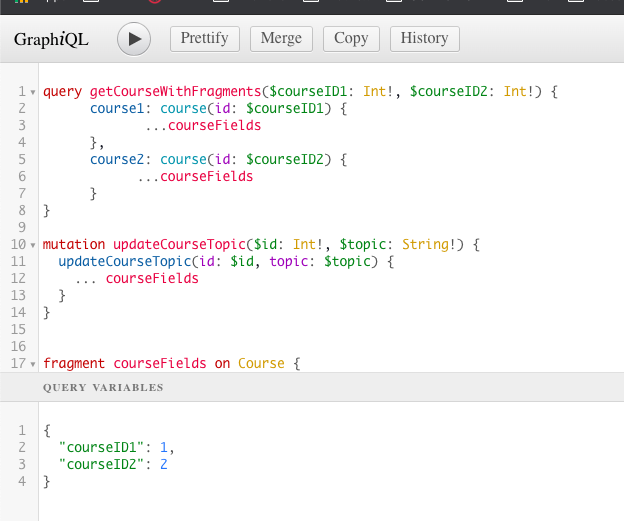 GraphiQL Prettify Merge Copy History
1 query getCourseWithFragments($courseID1: Int!, $courseID2: Int!) {
2 course1: course(id: $courseID1) {
3 ...courseFields
4 },
5 course2: course(id: $courseID2) {
6 ...courseFields
7 }
8 }
9
10 mutation updateCourseTopic($id: Int!, $topic: String!) {
11 updateCourseTopic(id: $id, topic: $topic) {
12 ... courseFields
13 }
14 }
15
16
17 fragment courseFields on Course {
QUERY VARIABLES
1 {
2 "courseID1": 1,
3 "courseID2": 2
4 }